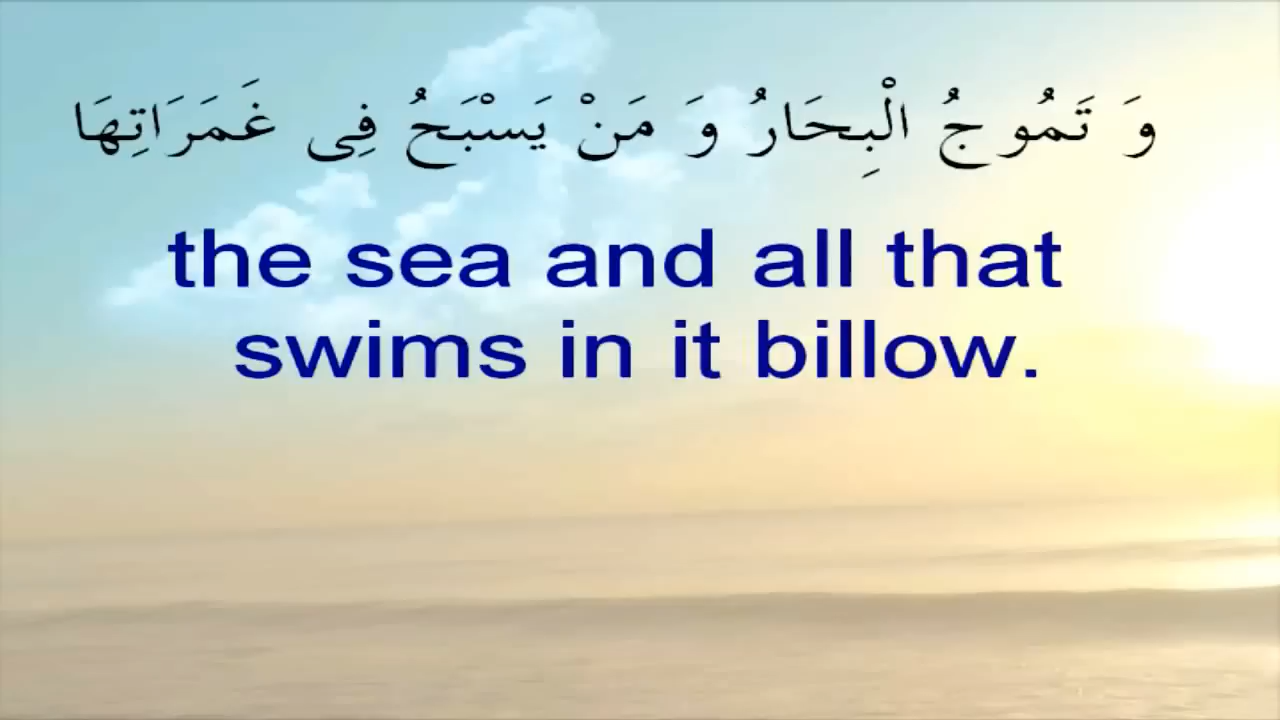 وَ تَمُوجُ الْبِحَارُ وَ مَنْ يَسْبَحُ فِى غَمَرَاتِهَا
the sea and all that
swims in it billow.